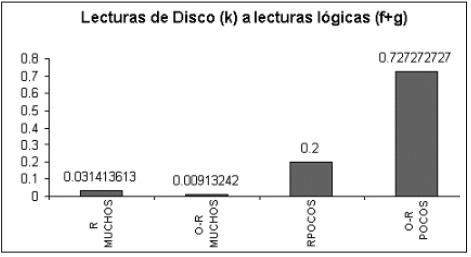 Lecturas de Disco (k) a lecturas lógicas (f+g)
0.8
0.7
0.6
0.5
0.4
0.3
0.2
0.1
0
0.031413613
0.00913242
0.2
0.727272727
R
MUCHOS
O-R
MUCHOS
RPOCOS
O-R
POCOS